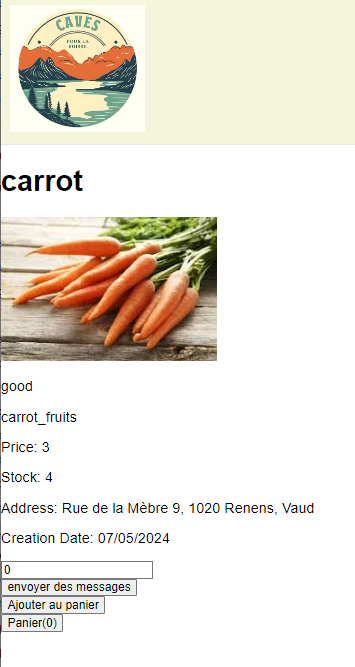 CAVES
POUR LA
SUISSE
carrot
good
carrot_fruits
Price: 3
Stock: 4
Address: Rue de la Mèbre 9, 1020 Renens, Vaud
Creation Date: 07/05/2024
0
envoyer des messages
Ajouter au panier
Panier(0)